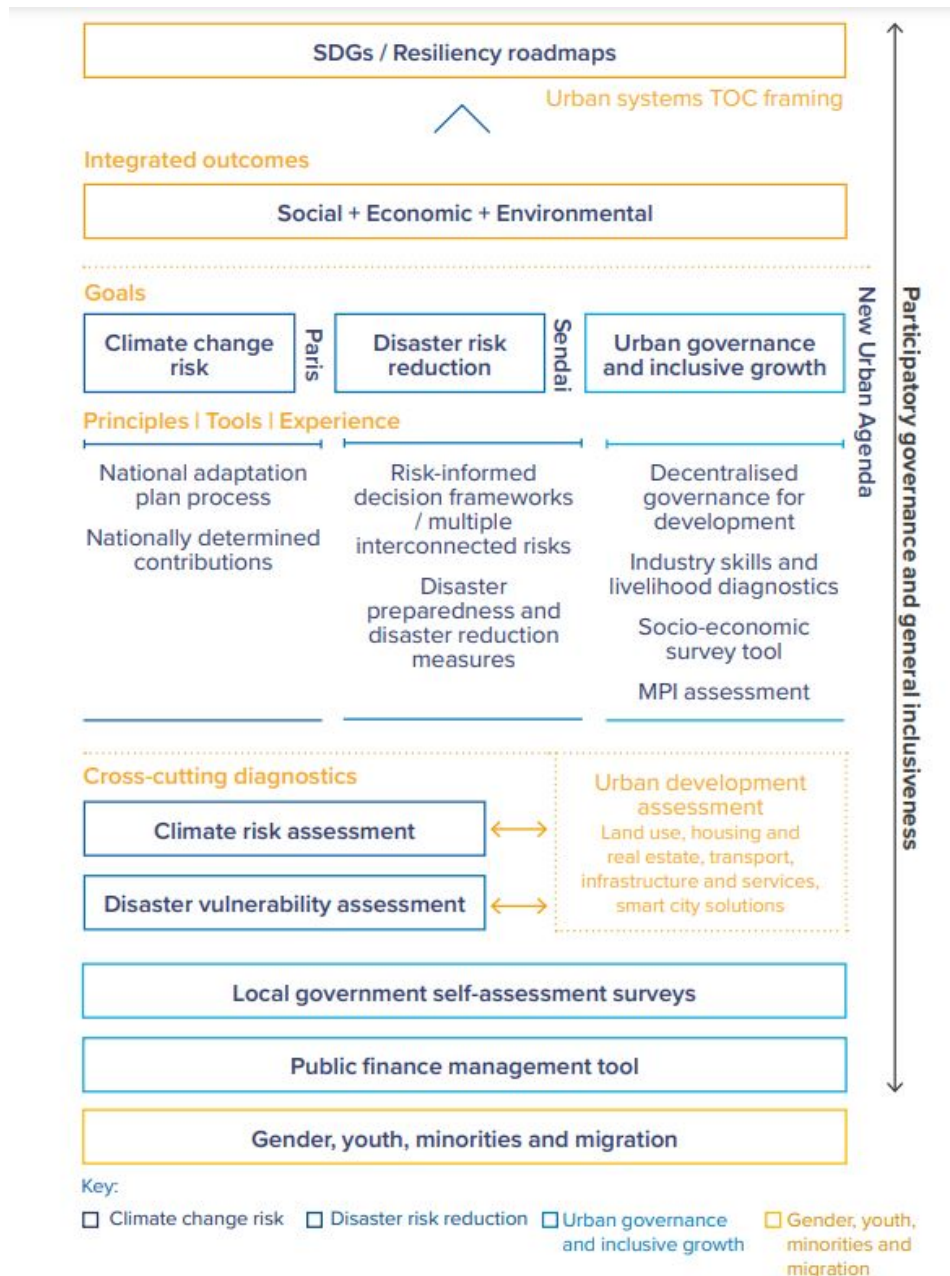 SDGs / Resiliency roadmaps
Urban systems TOC framing
Integrated outcomes
Social + Economic + Environmental
Goals
Climate change
risk
Paris
Disaster risk
reduction
Sendai
Urban governance
and inclusive growth
New Urban Agenda
Participatory governance and general inclusiveness
Principles | Tools | Experience
National adaptation
plan process
Nationally determined
contributions
Risk-informed
decision frameworks
/ multiple
interconnected risks
Disaster
preparedness and
disaster reduction
measures
Decentralised
governance for
development
Industry skills and
livelihood diagnostics
Socio-economic
survey tool
MPI assessment
Cross-cutting diagnostics
Climate risk assessment
Disaster vulnerability assessment
Urban development
assessment
Land use, housing and
real estate, transport,
infrastructure and services,
smart city solutions
Local government self-assessment surveys
Public finance management tool
Gender, youth, minorities and migration
Key:
Climate change risk
Disaster risk reduction
Urban governance
and inclusive growth
Gender, youth,
minorities and
migration